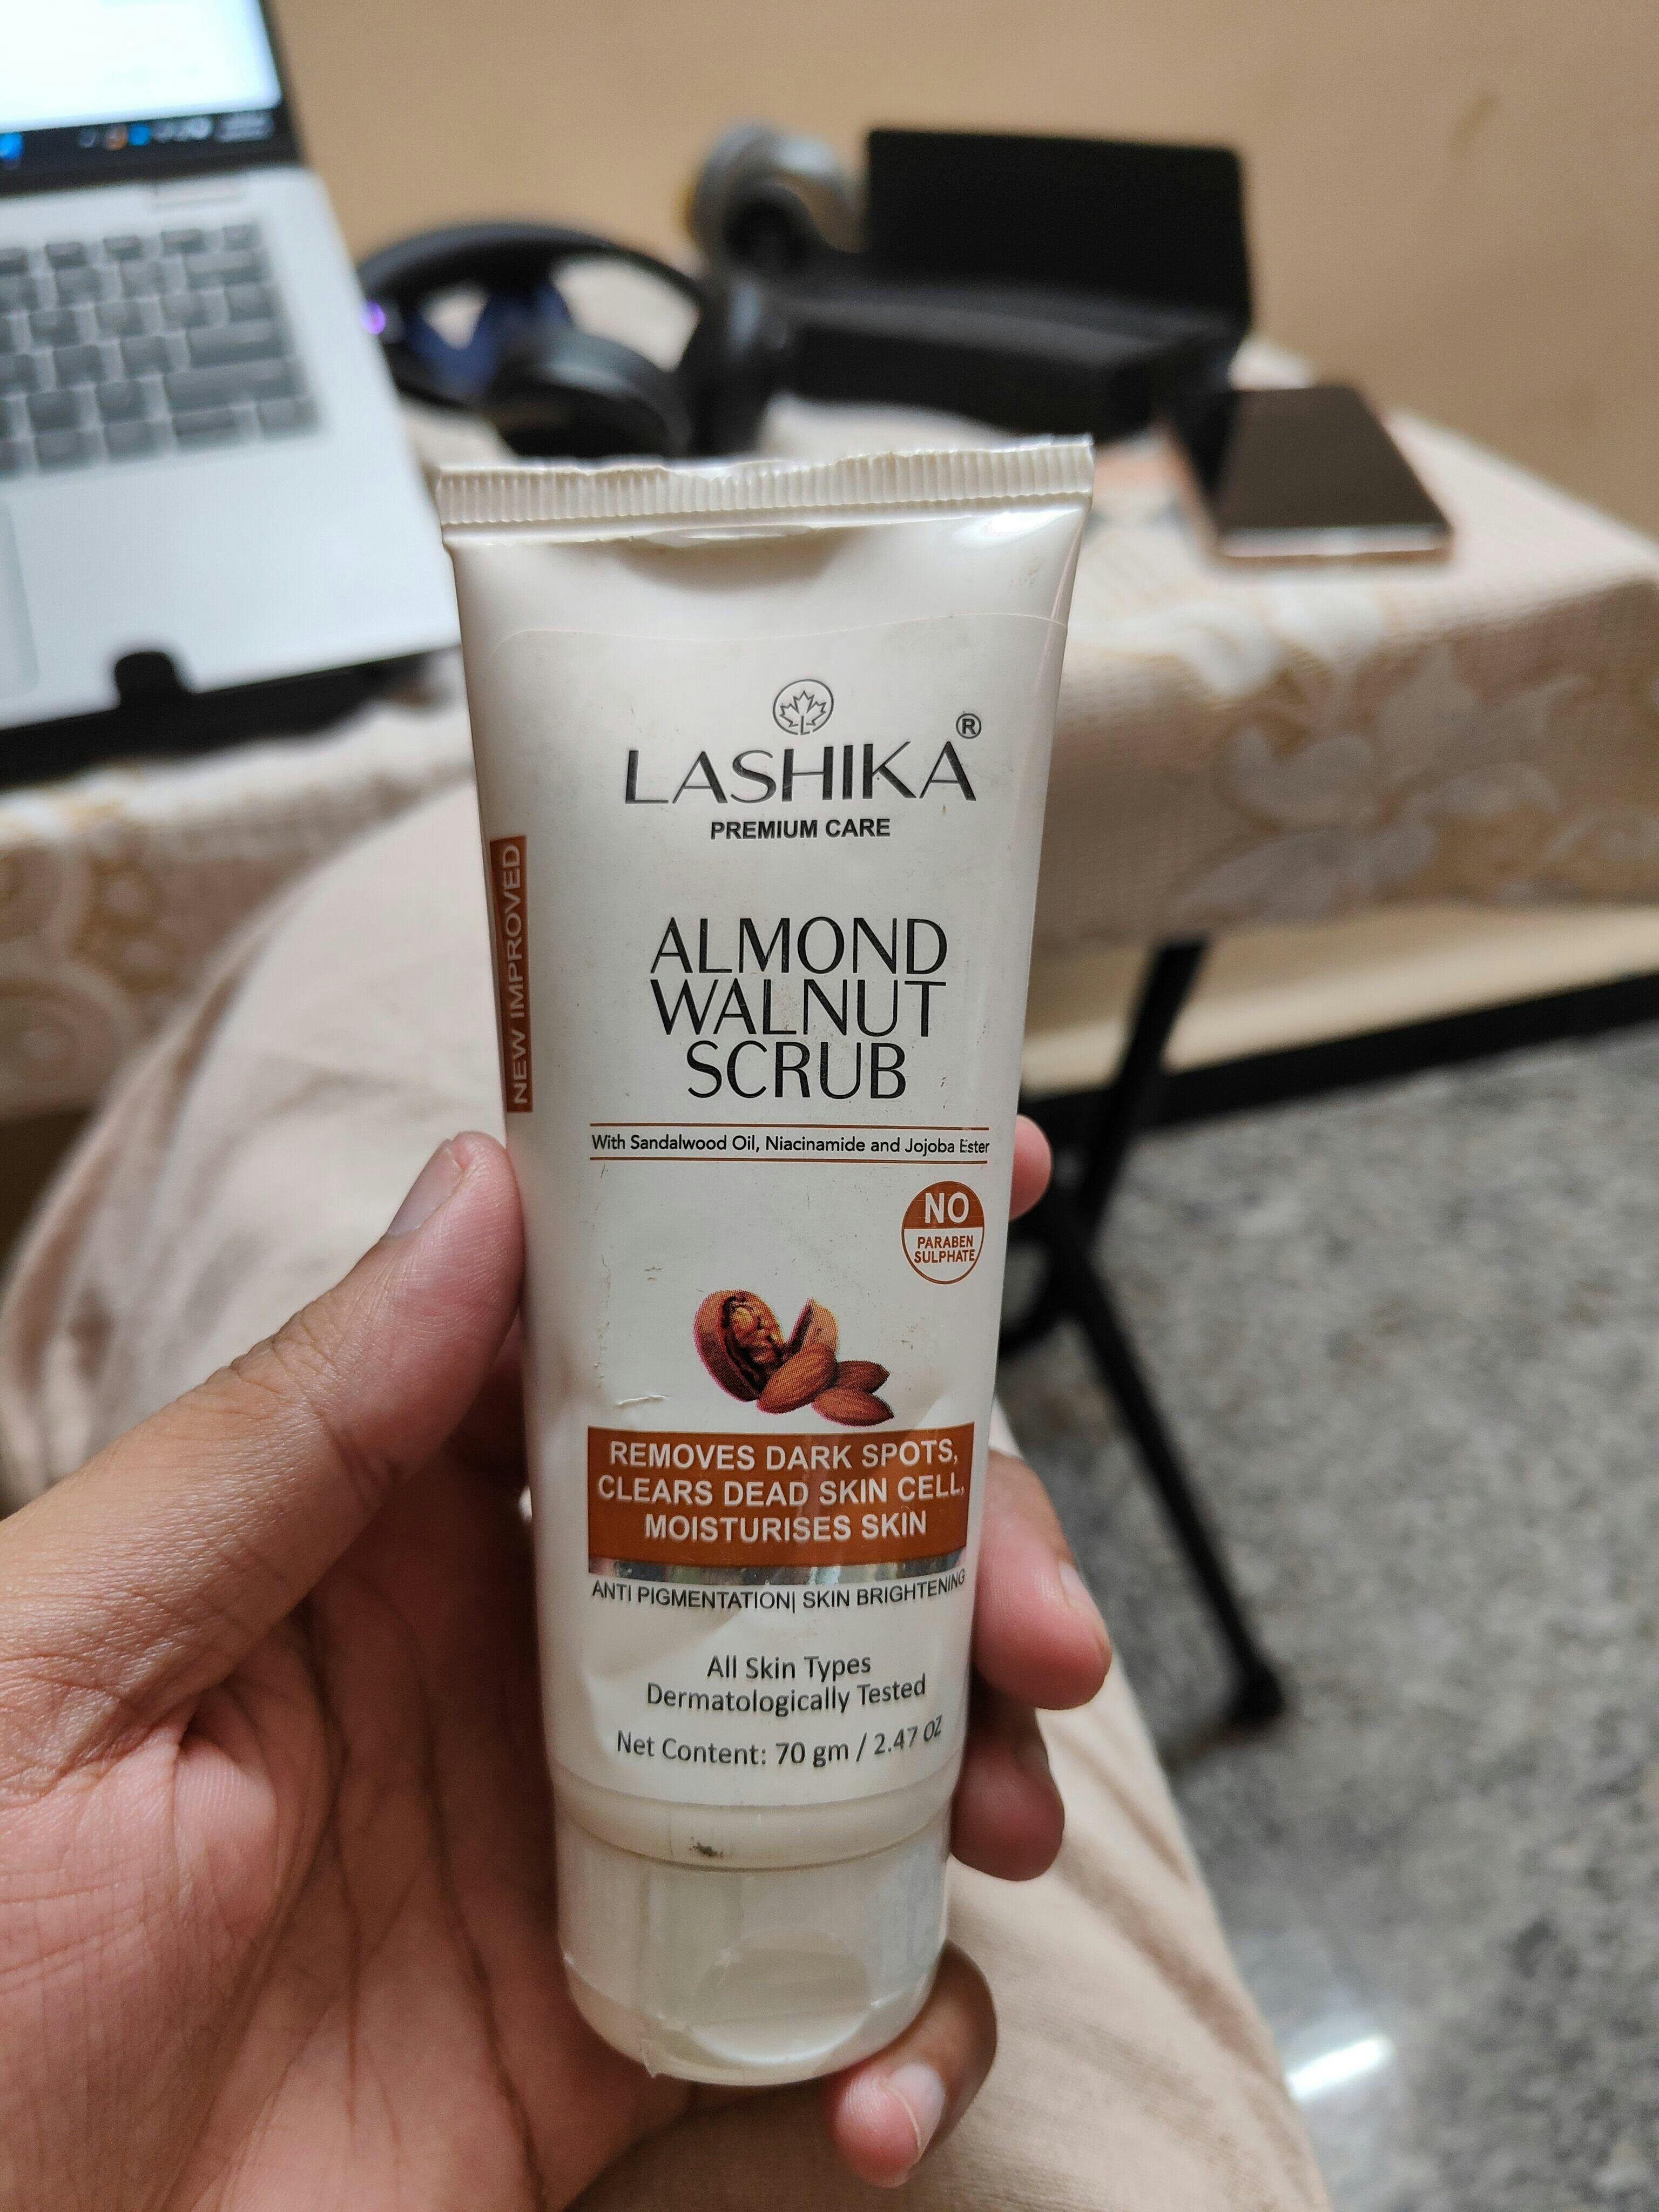 LASHIKA®
PREMIUM CARE
NEW IMPROVED
ALMOND
WALNUT
SCRUB
With Sandalwood Oil, Niacinamide and Jojoba Ester
NO
PARABEN
SULPHATE
REMOVES DARK SPOTS,
CLEARS DEAD SKIN CELL,
MOISTURISES SKIN
ANTI PIGMENTATION| SKIN BRIGHTENING
All Skin Types
Dermatologically Tested
Net Content: 70 gm / 2.47 OZ